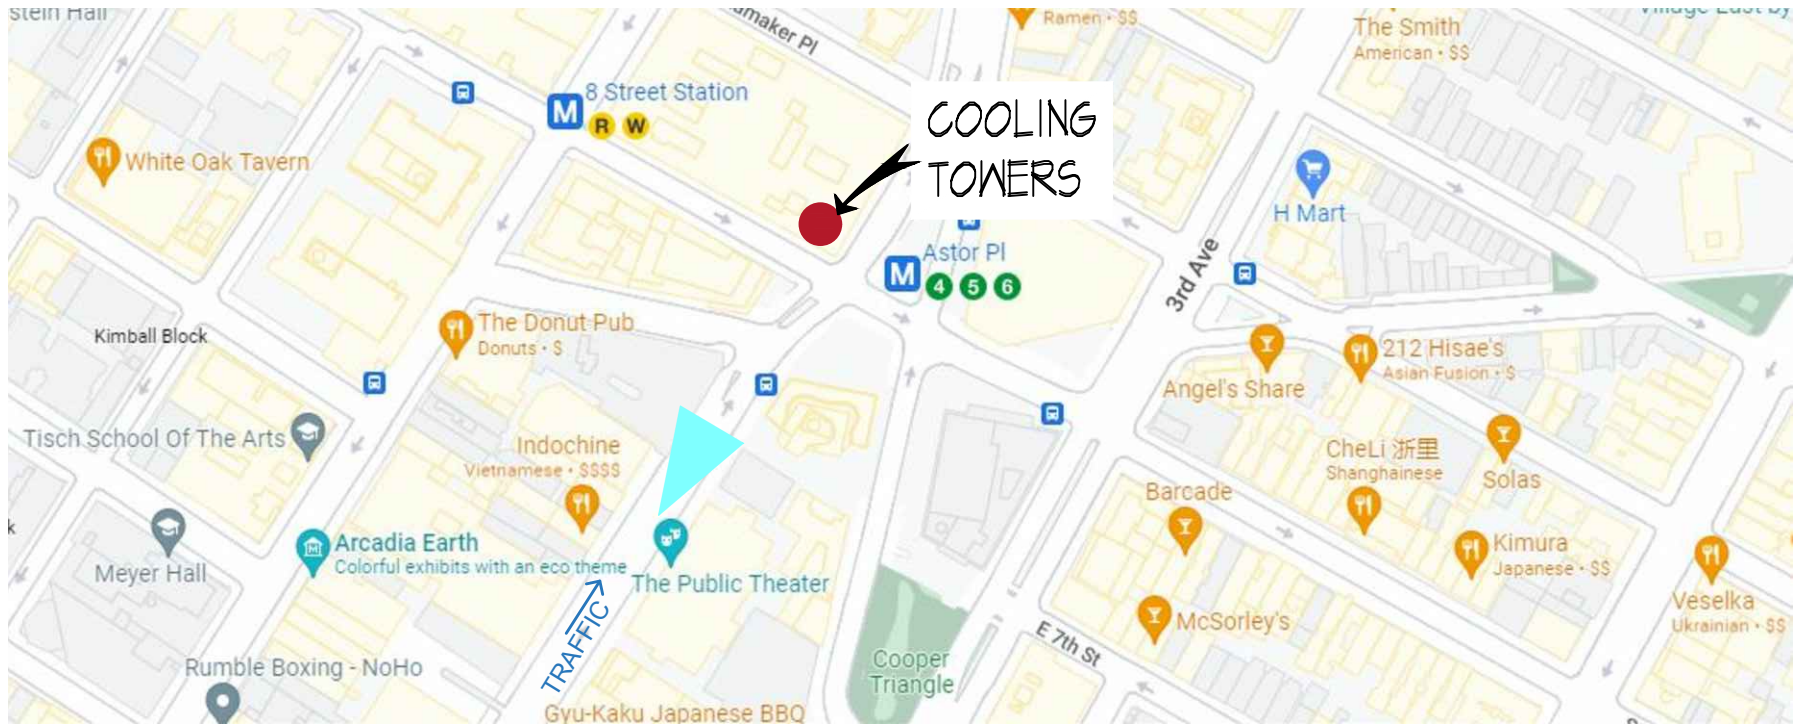 stein Hall
Ramen • $$
The Smith
American • $$
8 Street Station
M
R W
COOLING
TOWERS
White Oak Tavern
H Mart
Astor Pl
M
4 5 6
3rd Ave
Kimball Block
The Donut Pub
Donuts • $
212 Hisae's
Asian Fusion • $
Angel's Share
Tisch School Of The Arts
Indochine
Vietnamese • $$$$
CheLi 浙里
Shanghainese
Solas
Barcade
Arcadia Earth
Colorful exhibits with an eco theme
Meyer Hall
The Public Theater
Kimura
Japanese • $$
TRAFFIC
McSorley's
E 7th St
Veselka
Ukrainian • $$
Cooper
Triangle
Rumble Boxing - NoHo
Gyu-Kaku Japanese BBQ